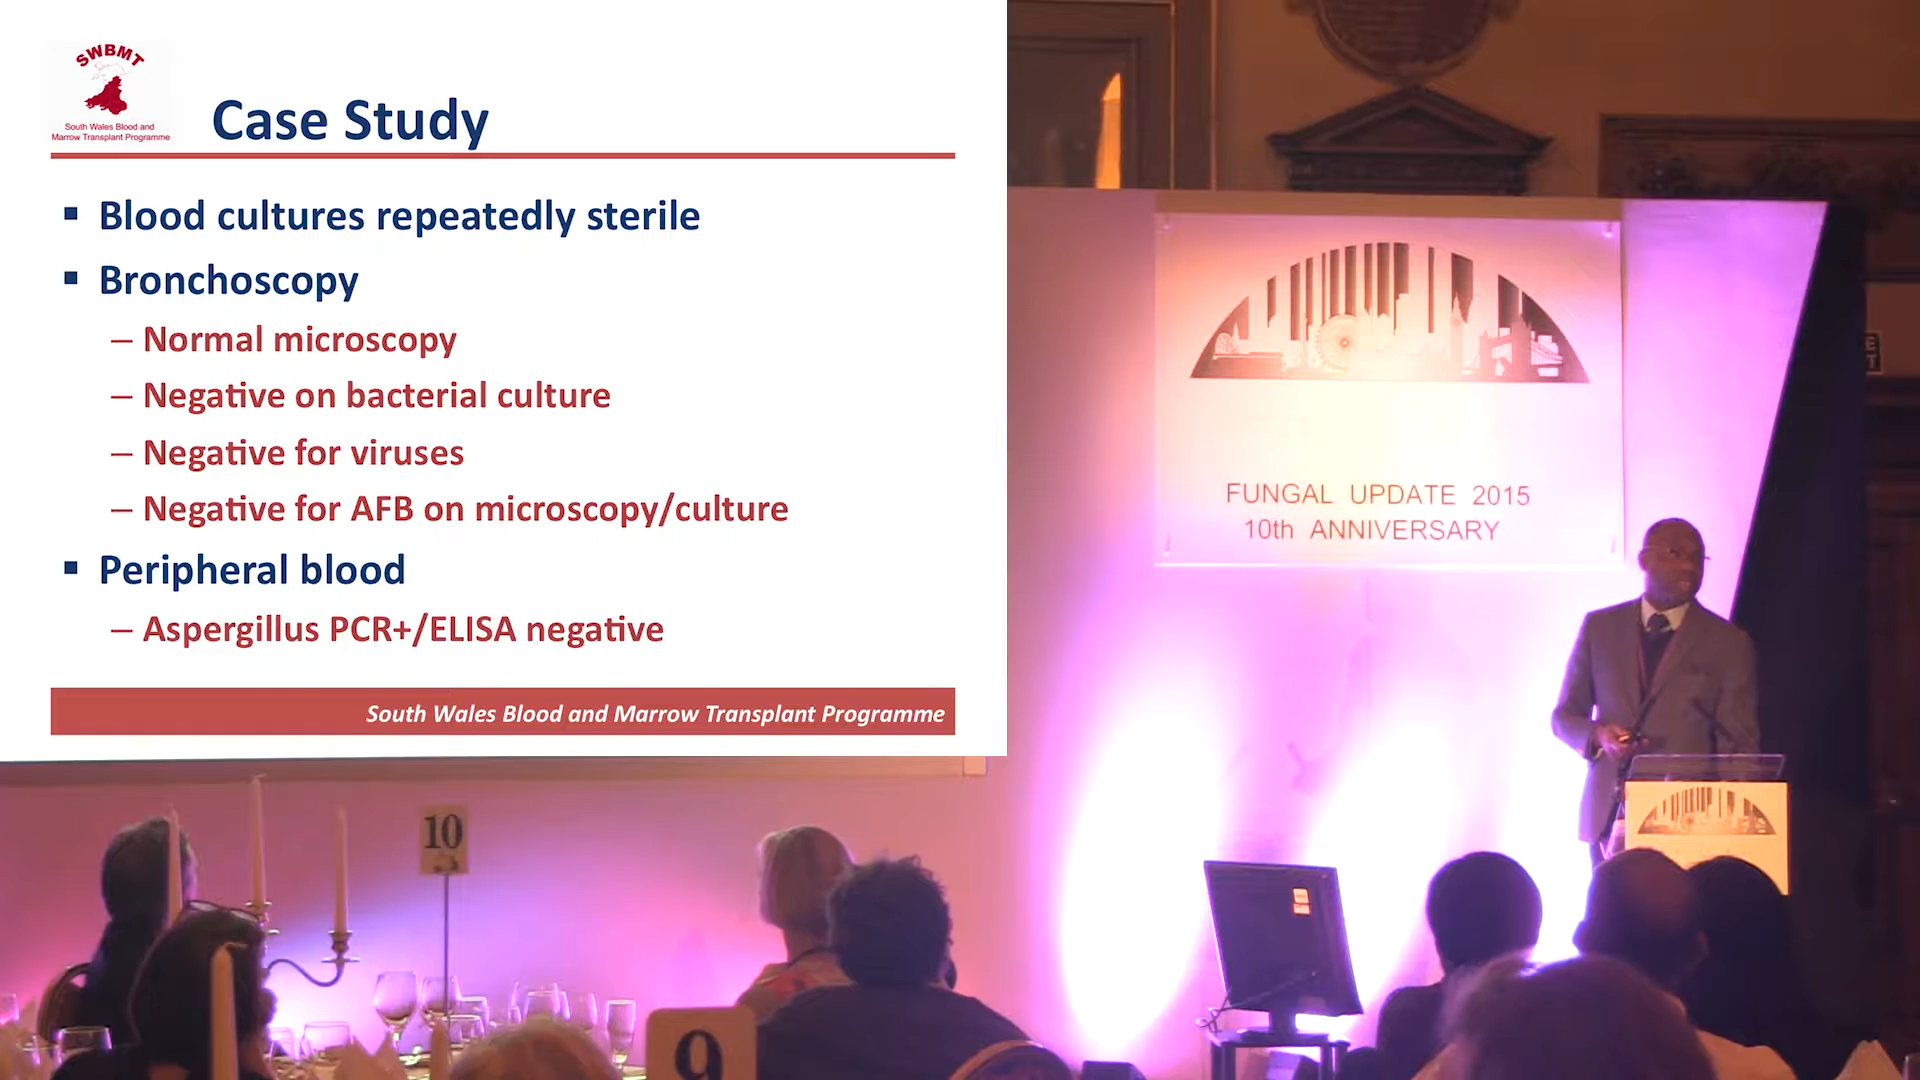 SWBMT
South Wales Blood and
Marrow Transplant Programme
Case Study
Blood cultures repeatedly sterile
Bronchoscopy
– Normal microscopy
– Negative on bacterial culture
– Negative for viruses
– Negative for AFB on microscopy/culture
Peripheral blood
– Aspergillus PCR+/ELISA negative
South Wales Blood and Marrow Transplant Programme
FUNGAL UPDATE 2015
10th ANNIVERSARY
10
9